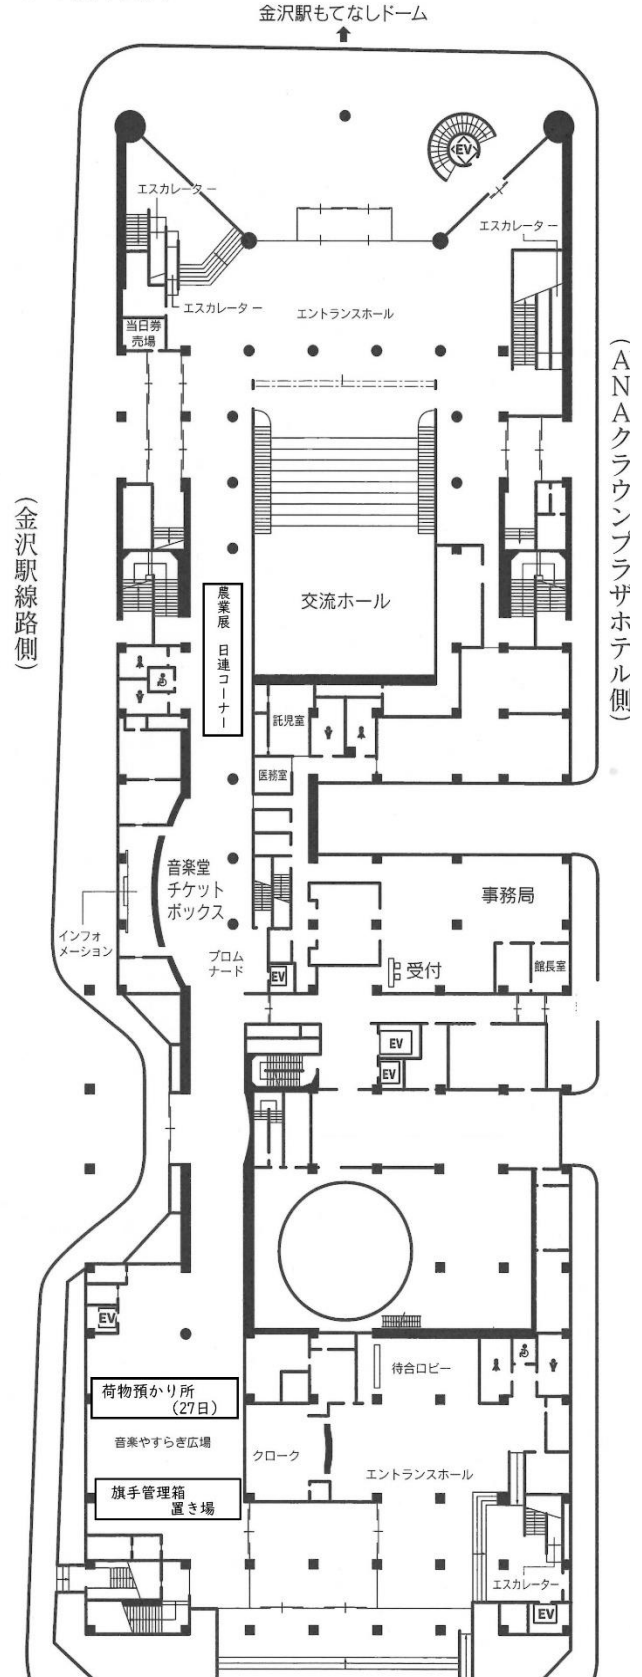 金沢駅もてなしドーム
EV
エスカレーター
エスカレーター
エスカレーター
エントランスホール
当日券
売場
(ANAクラウンプラザホテル側)
(金沢駅線路側)
交流ホール
農業展 日連コーナー
託児室
医務室
音楽堂
チケット
ボックス
事務局
インフォ
メーション
プロム
ナード
EV
受付
館長室
EV
EV
EV
待合ロビー
荷物預かり所
(27日)
音楽やすらぎ広場
クローク
エントランスホール
旗手管理箱
置き場
エスカレーター
EV